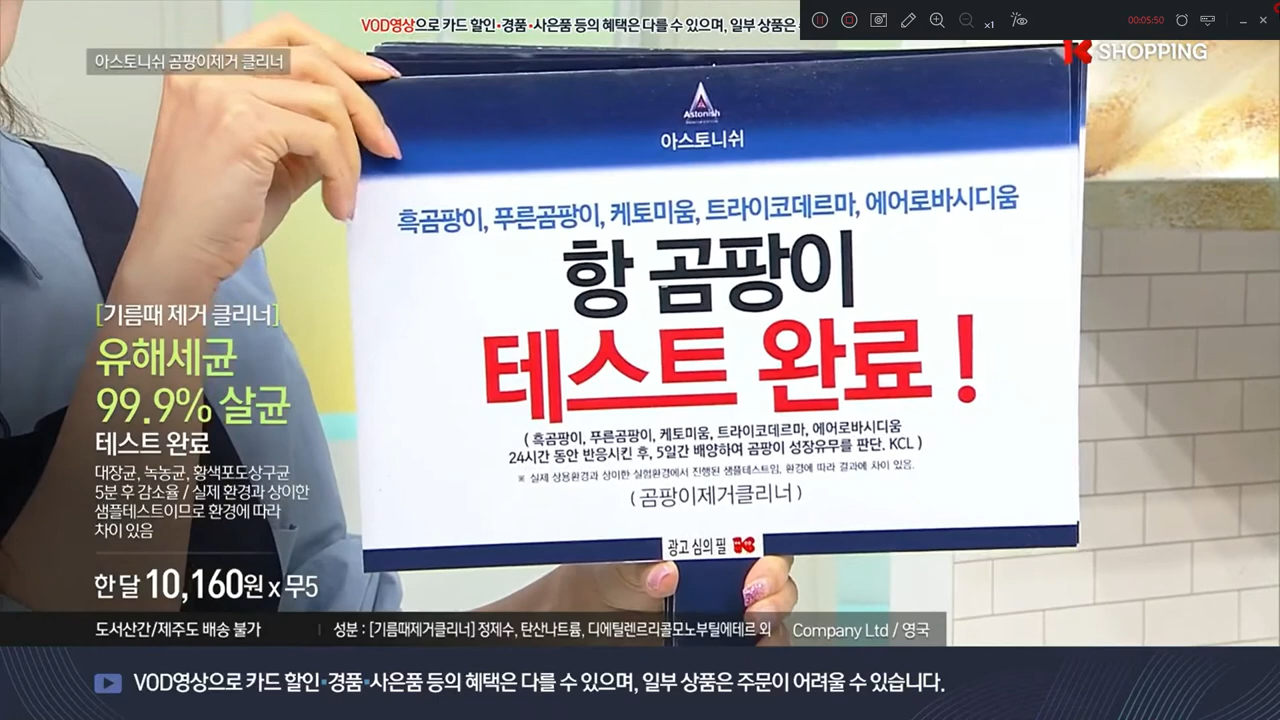 VOD영상으로 카드 할인·경품·사은품 등의 혜택은 다를 수 있으며, 일부 상품은
x1
00:05:50
아스토니쉬 곰팡이제거 클리너
K SHOPPING
Astonish
아스토니쉬
흑곰팡이, 푸른곰팡이, 케토미움, 트라이코데르마, 에어로바시디움
항 곰팡이
테스트 완료 !
( 흑곰팡이, 푸른곰팡이, 케토미움, 트라이코데르마, 에어로바시디움
24시간 동안 반응시킨 후, 5일간 배양하여 곰팡이 성장유무를 판단. KCL )
※ 실제 상용환경과 상이한 실험환경에서 진행된 샘플테스트임, 환경에 따라 결과에 차이 있음.
( 곰팡이제거클리너 )
광고 심의 필
[기름때 제거 클리너]
유해세균
99.9% 살균
테스트 완료
대장균, 녹농균, 황색포도상구균
5분 후 감소율 / 실제 환경과 상이한
샘플테스트이므로 환경에 따라
차이 있음
한 달 10,160원 x 무5
도서산간/제주도 배송 불가
성분 : [기름때제거클리너] 정제수, 탄산나트륨, 디에틸렌르리콜모노부틸에테르 외
Company Ltd / 영국
VOD영상으로 카드 할인·경품·사은품 등의 혜택은 다를 수 있으며, 일부 상품은 주문이 어려울 수 있습니다.